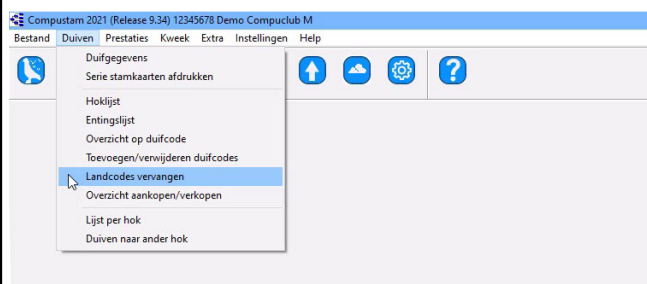 Compustam 2021 (Release 9.34) 12345678 Demo Compuclub M
Bestand Duiven Prestaties Kweek Extra Instellingen Help
Duifgegevens
Serie stamkaarten afdrukken
Hoklijst
Entingslijst
Overzicht op duifcode
Toevoegen/verwijderen duifcodes
Landcodes vervangen
Overzicht aankopen/verkopen
Lijst per hok
Duiven naar ander hok
?